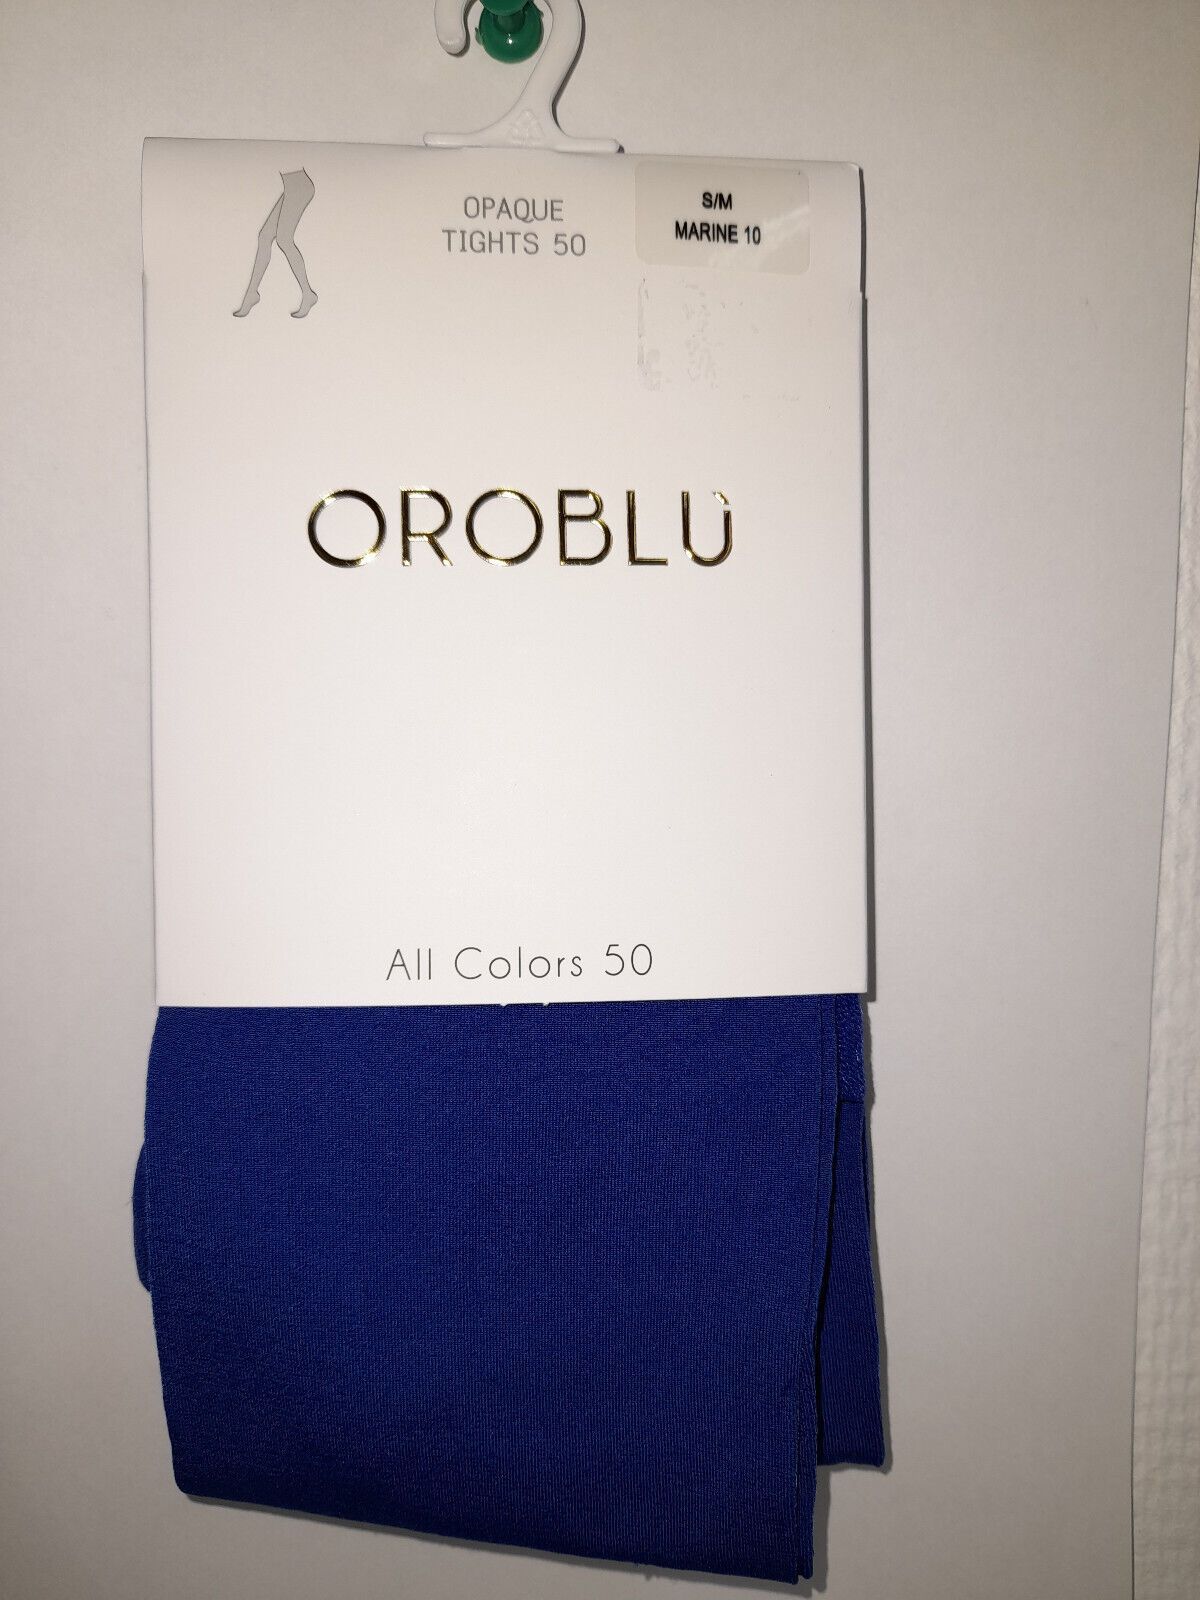 OPAQUE
TIGHTS 50
S/M
MARINE 10
OROBLÙ
All Colors 50